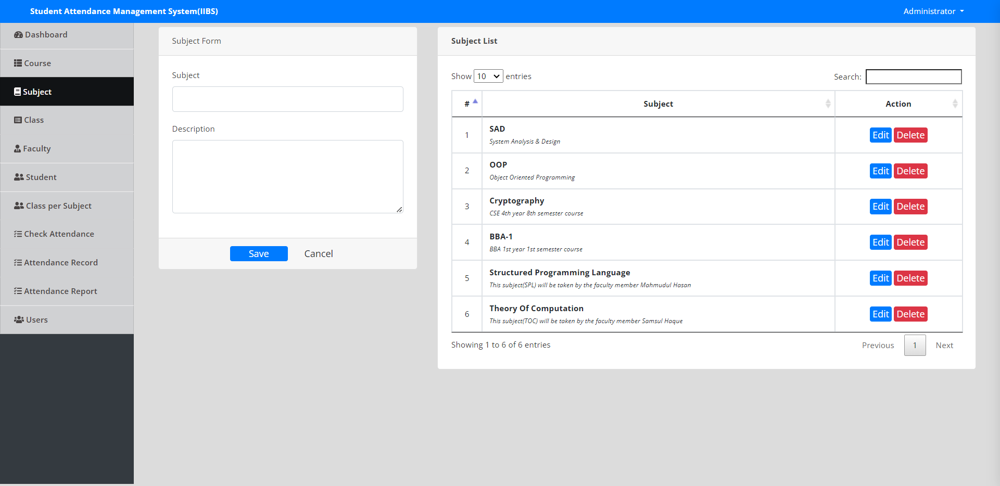 Student Attendance Management System(IIBS)
Administrator
Dashboard
Course
Subject
Class
Faculty
Student
Class per Subject
Check Attendance
Attendance Record
Attendance Report
Users
Subject Form
Subject
Description
Save Cancel
Subject List
Show 10 entries
Search:
# Subject Action
1 SAD Edit Delete
System Analysis & Design
2 OOP Edit Delete
Object Oriented Programming
3 Cryptography Edit Delete
CSE 4th year 8th semester course
4 BBA-1 Edit Delete
BBA 1st year 1st semester course
5 Structured Programming Language Edit Delete
This subject(SPL) will be taken by the faculty member Mahmudul Hasan
6 Theory Of Computation Edit Delete
This subject(TOC) will be taken by the faculty member Samsul Haque
Showing 1 to 6 of 6 entries
Previous 1 Next